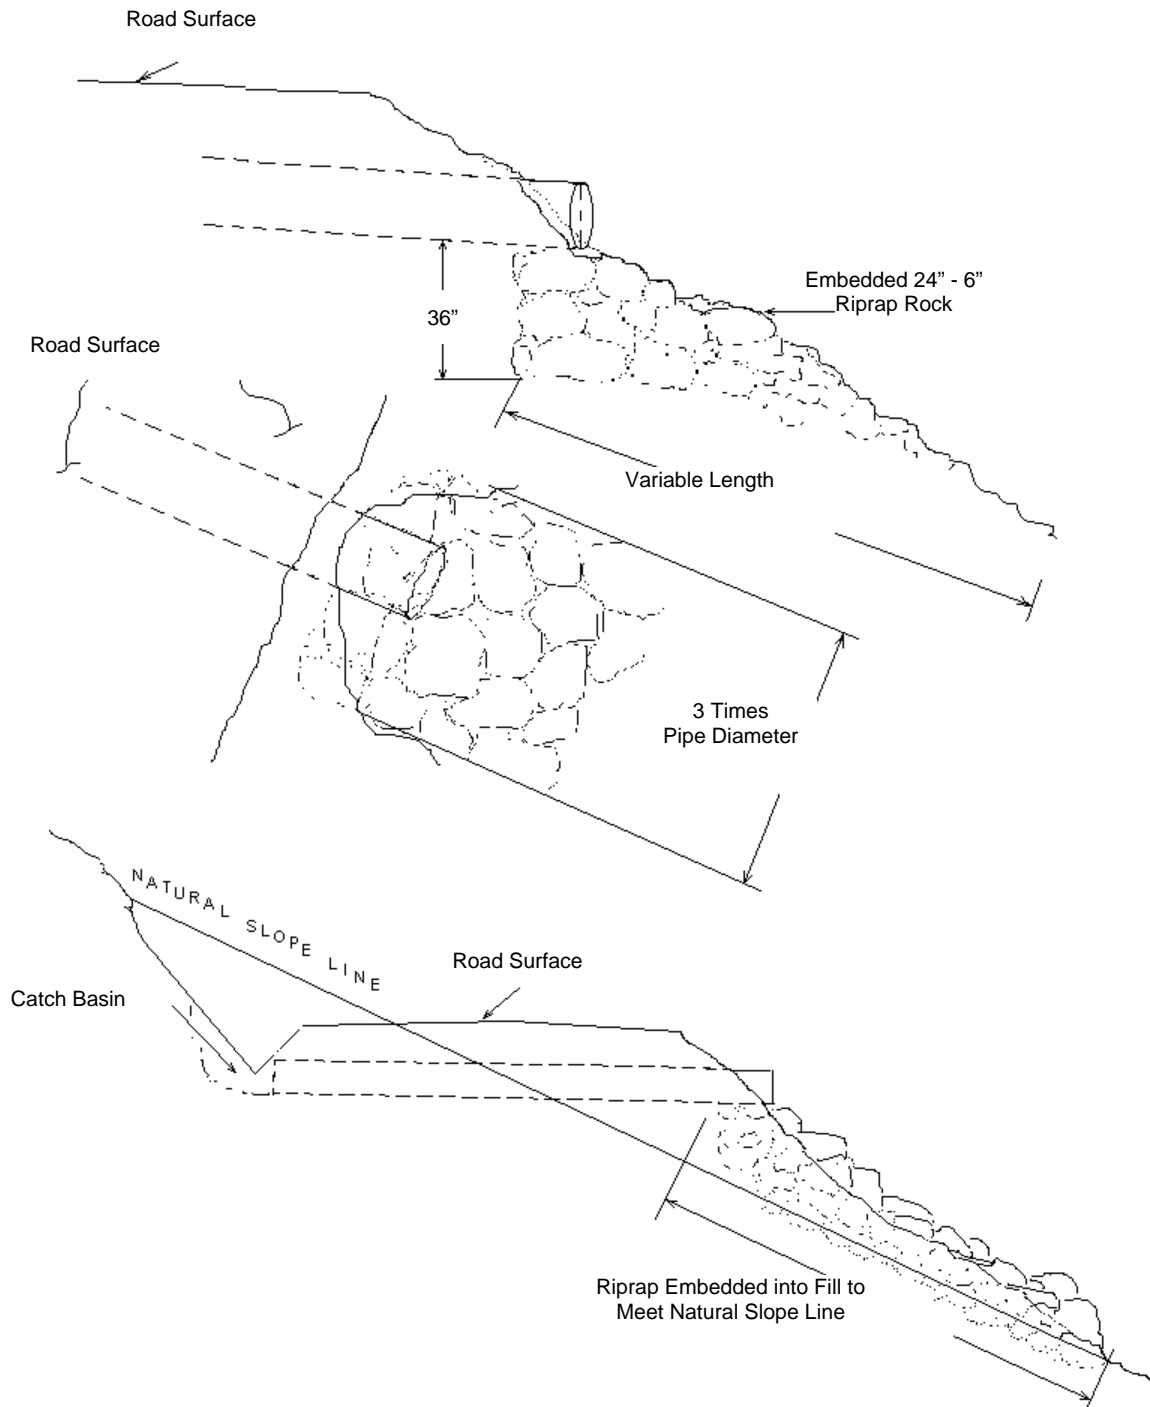 Road Surface
Embedded 24” - 6”
Riprap Rock
36”
Road Surface
Variable Length
3 Times
Pipe Diameter
NATURAL SLOPE LINE
Road Surface
Catch Basin
Riprap Embedded into Fill to
Meet Natural Slope Line